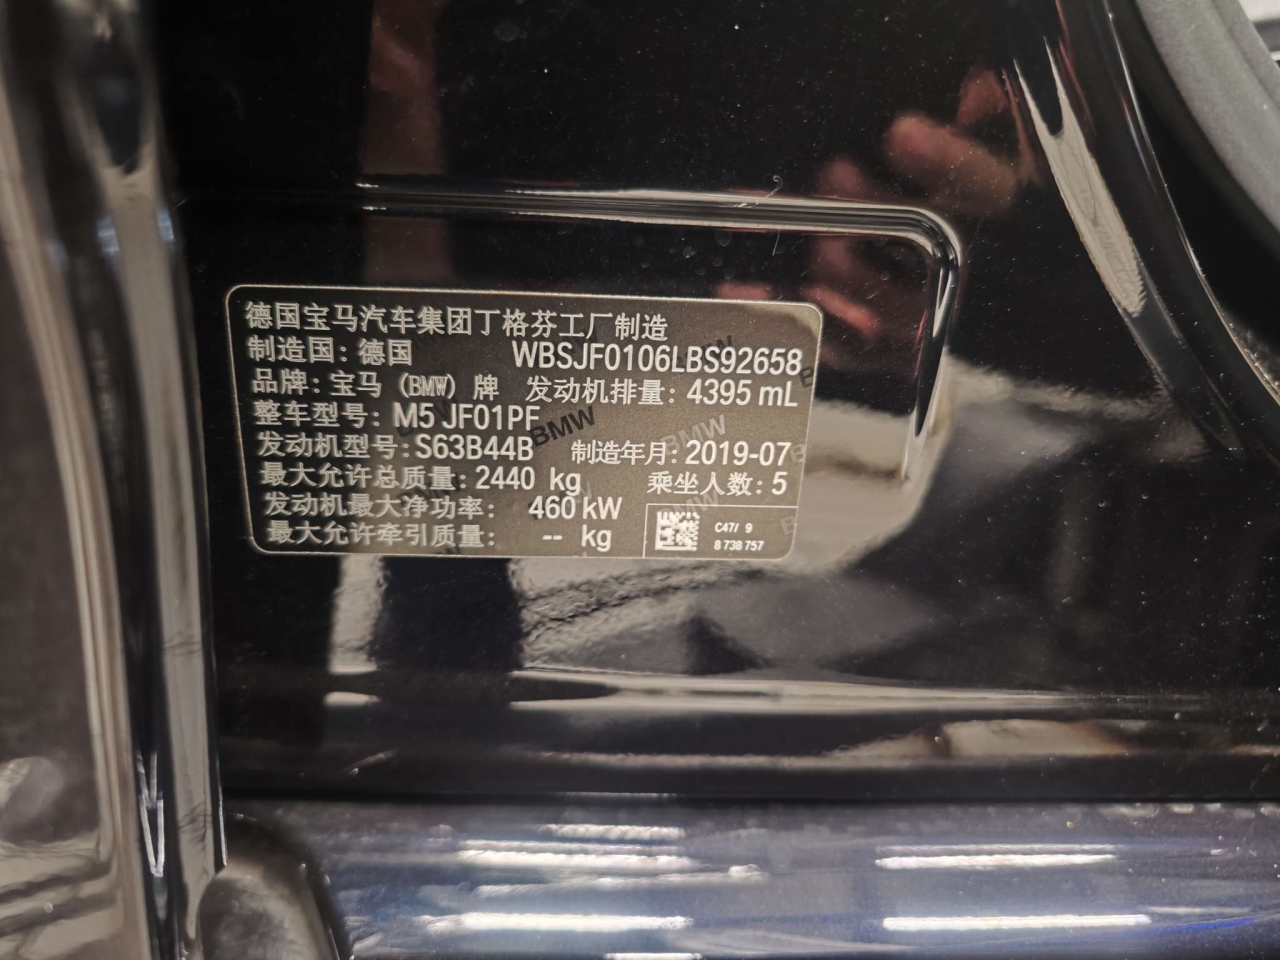 德国宝马汽车集团丁格芬工厂制造
制造国：德国 WBSJF0106LBS92658
品牌：宝马（BMW）牌 发动机排量：4395 mL
整车型号：M5 JF01PF
发动机型号：S63B44B 制造年月：2019-07
最大允许总质量：2440 kg 乘坐人数：5
发动机最大净功率： 460 kW
最大允许牵引质量： -- kg
C47/ 9
8 738 757
BMW
BMW